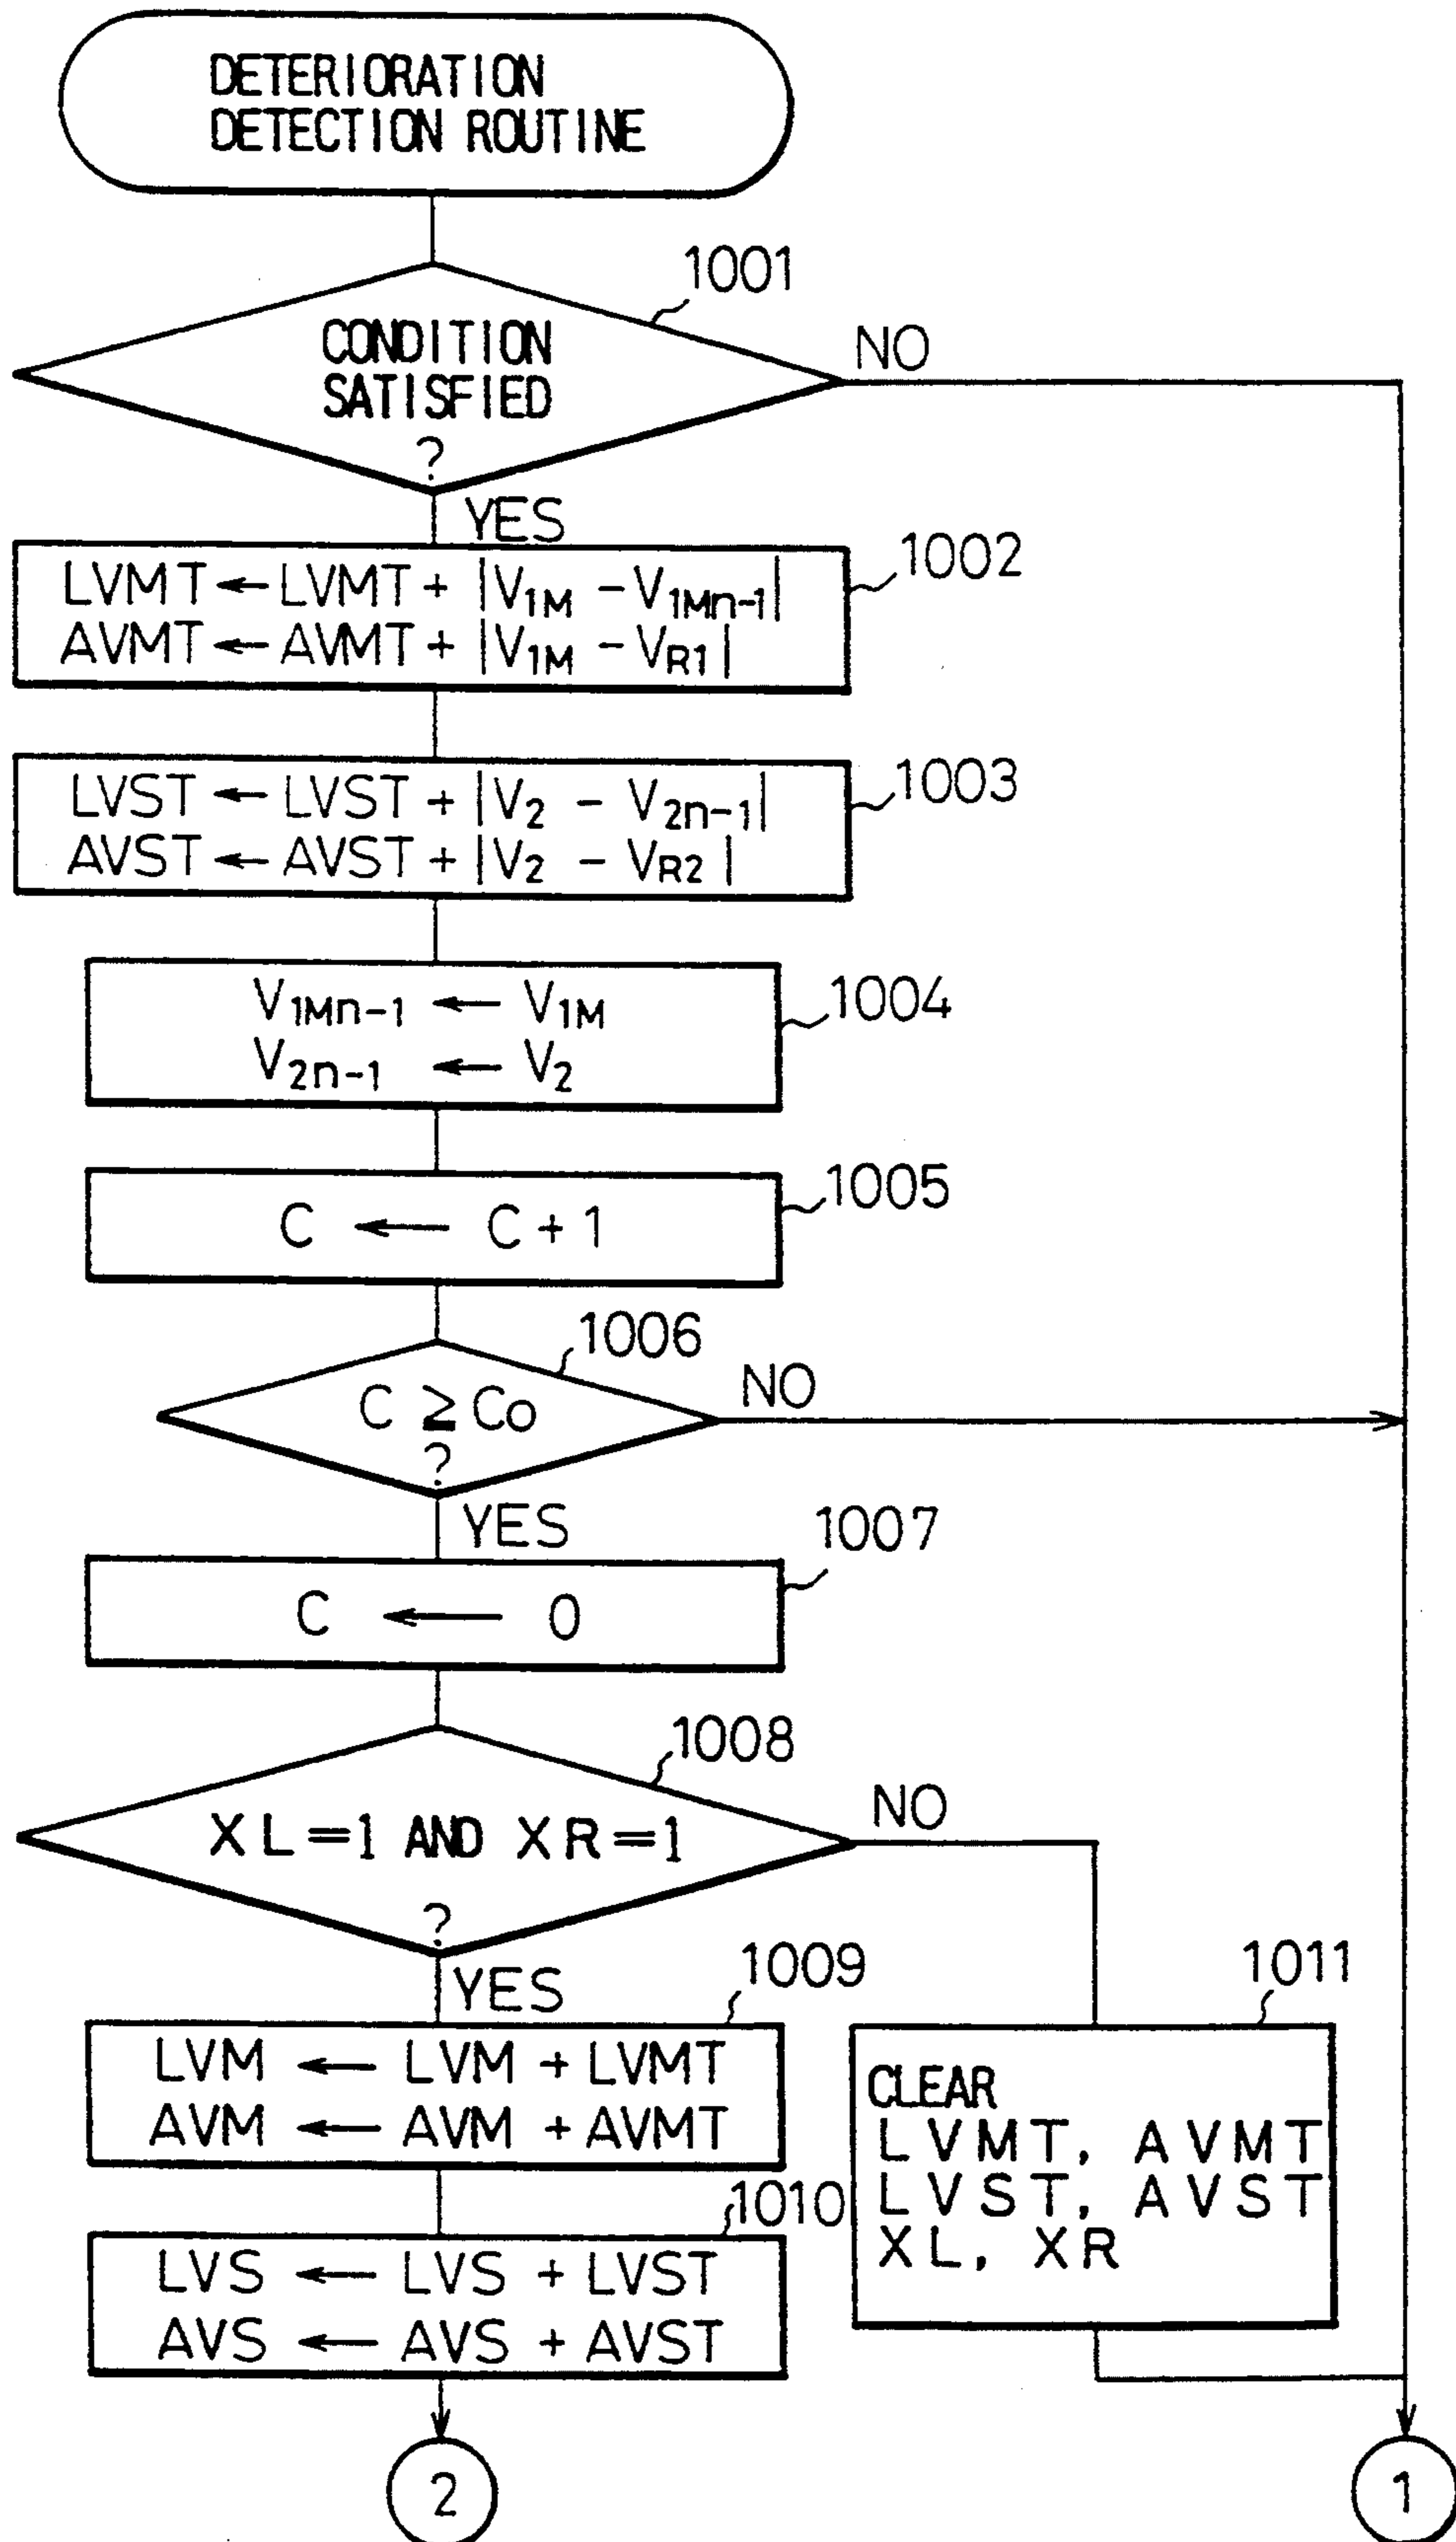 DETERIORATION
DETECTION ROUTINE
1001
CONDITION
SATISFIED
?
NO
YES
1002
LVMT ← LVMT + |V1M − V1Mn-1|
AVMT ← AVMT + |V1M − VR1|
1003
LVST ← LVST + |V2 − V2n-1|
AVST ← AVST + |V2 − VR2|
1004
V1Mn-1 ← V1M
V2n-1 ← V2
1005
C ← C + 1
1006
C ≧ Co
?
NO
YES
1007
C ← 0
1008
XL=1 AND XR=1
?
NO
YES
1009
LVM ← LVM + LVMT
AVM ← AVM + AVMT
1010
LVS ← LVS + LVST
AVS ← AVS + AVST
1011
CLEAR
LVMT, AVMT
LVST, AVST
XL, XR
2
1